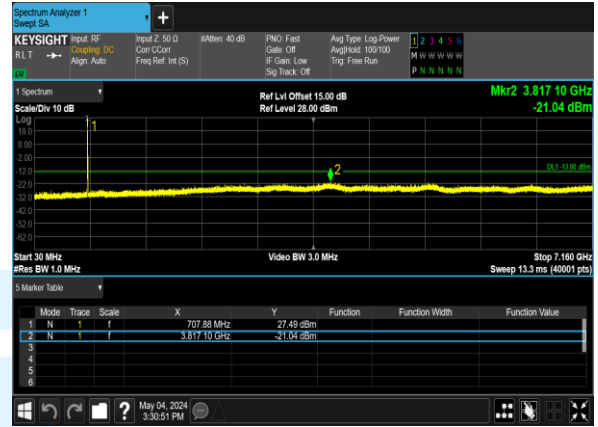 Spectrum Analyzer 1
Swept SA
+
KEYSIGHT Input: RF Input Z: 50 Ω #Atten: 40 dB PNO: Fast Avg Type: Log-Power 1 2 3 4 5 6
RLT Coupling: DC Corr CCorr Gate: Off Avg|Hold: 100/100 M W W W W W
Align: Auto Freq Ref: Int (S) IF Gain: Low Trig: Free Run P N N N N N
Sig Track: Off
1 Spectrum
Ref Lvl Offset 15.00 dB Mkr2 3.817 10 GHz
Scale/Div 10 dB Ref Level 28.00 dBm -21.04 dBm
Log
18.0
8.00
-2.00
-12.0
-22.0
-32.0
-42.0
-52.0
-62.0
1
2
DL1 -13.00 dBm
Start 30 MHz Video BW 3.0 MHz Stop 7.160 GHz
#Res BW 1.0 MHz Sweep 13.3 ms (40001 pts)
5 Marker Table
Mode Trace Scale X Y Function Function Width Function Value
1 N 1 f 707.88 MHz 27.49 dBm
2 N 1 f 3.817 10 GHz -21.04 dBm
3
4
5
6
? May 04, 2024
3:30:51 PM